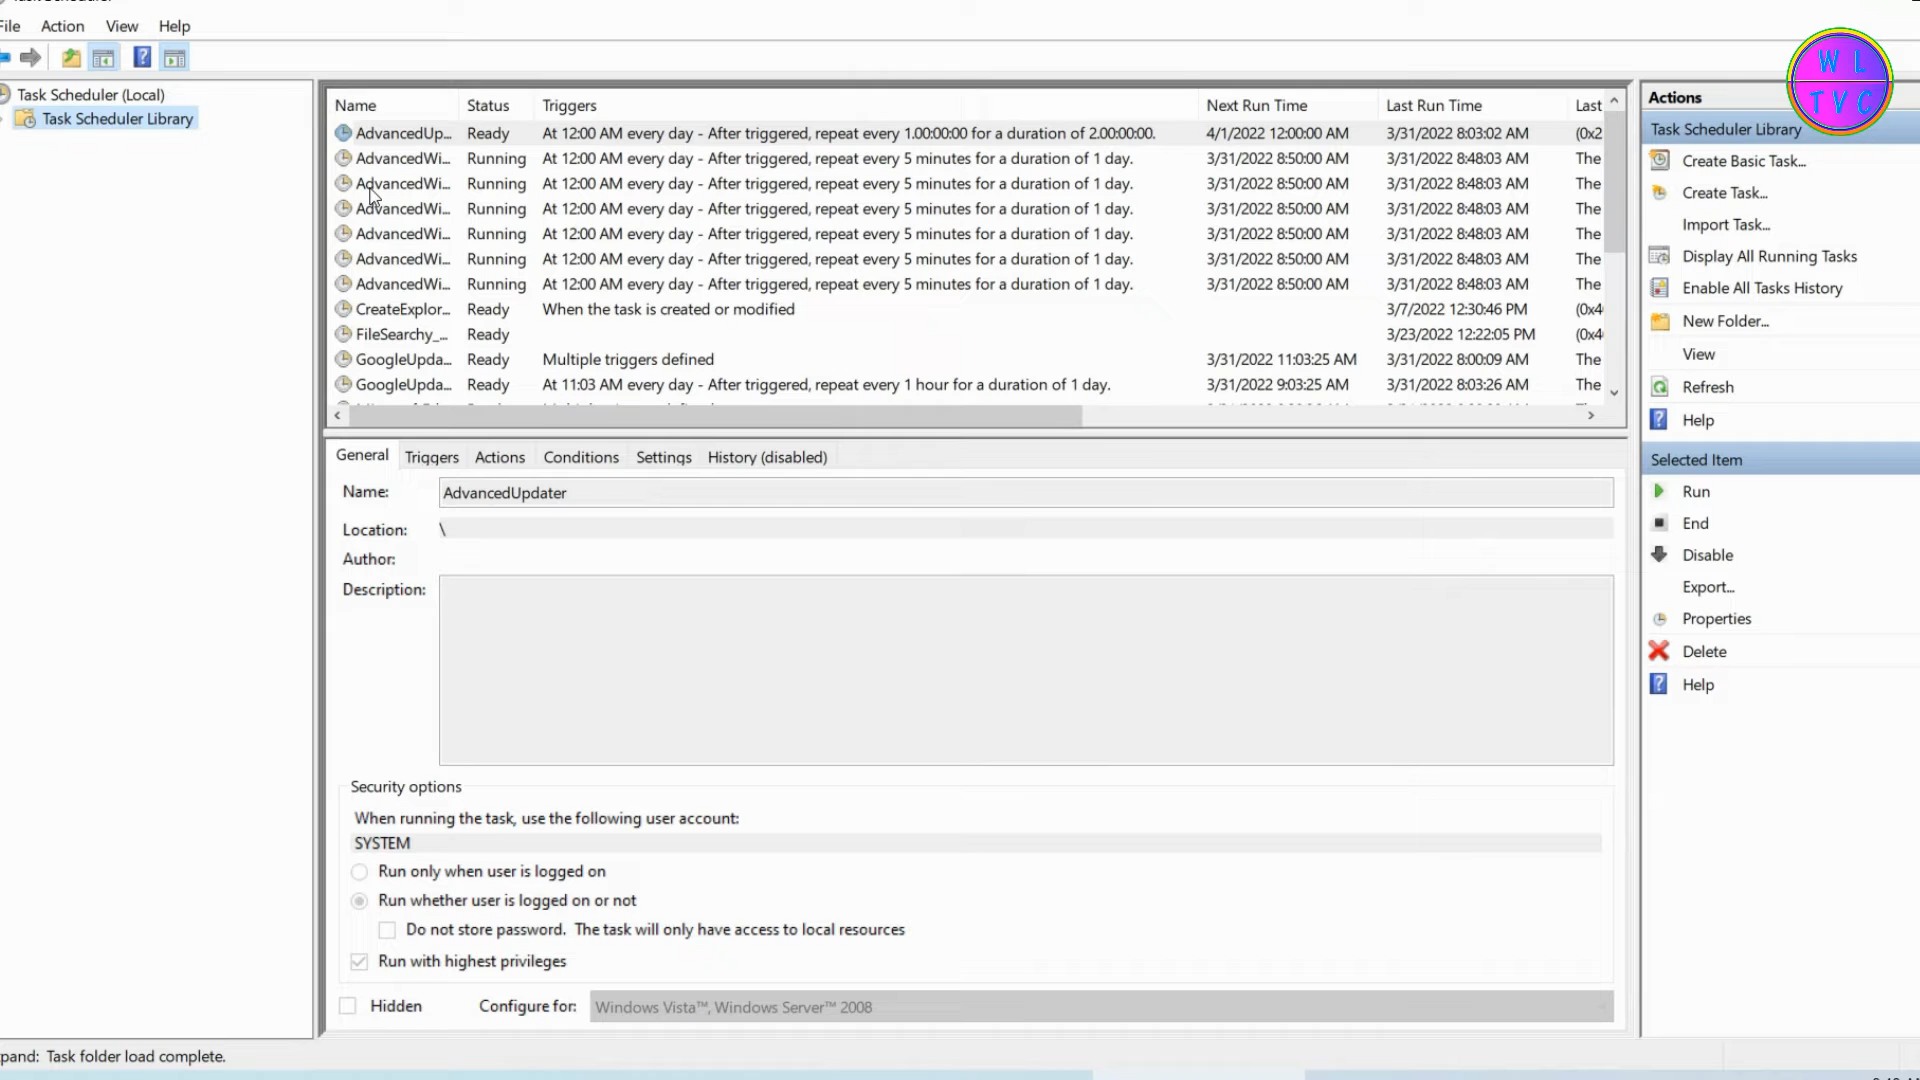 File Action View Help
Task Scheduler (Local)
Task Scheduler Library
Name Status Triggers Next Run Time Last Run Time Last
AdvancedUp... Ready At 12:00 AM every day - After triggered, repeat every 1.00:00:00 for a duration of 2.00:00:00. 4/1/2022 12:00:00 AM 3/31/2022 8:03:02 AM (0x2
AdvancedWi... Running At 12:00 AM every day - After triggered, repeat every 5 minutes for a duration of 1 day. 3/31/2022 8:50:00 AM 3/31/2022 8:48:03 AM The
AdvancedWi... Running At 12:00 AM every day - After triggered, repeat every 5 minutes for a duration of 1 day. 3/31/2022 8:50:00 AM 3/31/2022 8:48:03 AM The
AdvancedWi... Running At 12:00 AM every day - After triggered, repeat every 5 minutes for a duration of 1 day. 3/31/2022 8:50:00 AM 3/31/2022 8:48:03 AM The
AdvancedWi... Running At 12:00 AM every day - After triggered, repeat every 5 minutes for a duration of 1 day. 3/31/2022 8:50:00 AM 3/31/2022 8:48:03 AM The
AdvancedWi... Running At 12:00 AM every day - After triggered, repeat every 5 minutes for a duration of 1 day. 3/31/2022 8:50:00 AM 3/31/2022 8:48:03 AM The
AdvancedWi... Running At 12:00 AM every day - After triggered, repeat every 5 minutes for a duration of 1 day. 3/31/2022 8:50:00 AM 3/31/2022 8:48:03 AM The
CreateExplor... Ready When the task is created or modified 3/7/2022 12:30:46 PM (0x4
FileSearchy_... Ready 3/23/2022 12:22:05 PM (0x4
GoogleUpda... Ready Multiple triggers defined 3/31/2022 11:03:25 AM 3/31/2022 8:00:09 AM The
GoogleUpda... Ready At 11:03 AM every day - After triggered, repeat every 1 hour for a duration of 1 day. 3/31/2022 9:03:25 AM 3/31/2022 8:03:26 AM The
General Triggers Actions Conditions Settings History (disabled)
Name: AdvancedUpdater
Location: \
Author:
Description:
Security options
When running the task, use the following user account:
SYSTEM
Run only when user is logged on
Run whether user is logged on or not
Do not store password. The task will only have access to local resources
Run with highest privileges
Hidden Configure for: Windows Vista™, Windows Server™ 2008
Actions
Task Scheduler Library
Create Basic Task...
Create Task...
Import Task...
Display All Running Tasks
Enable All Tasks History
New Folder...
View
Refresh
Help
Selected Item
Run
End
Disable
Export...
Properties
Delete
Help
W L
T V C
pand: Task folder load complete.